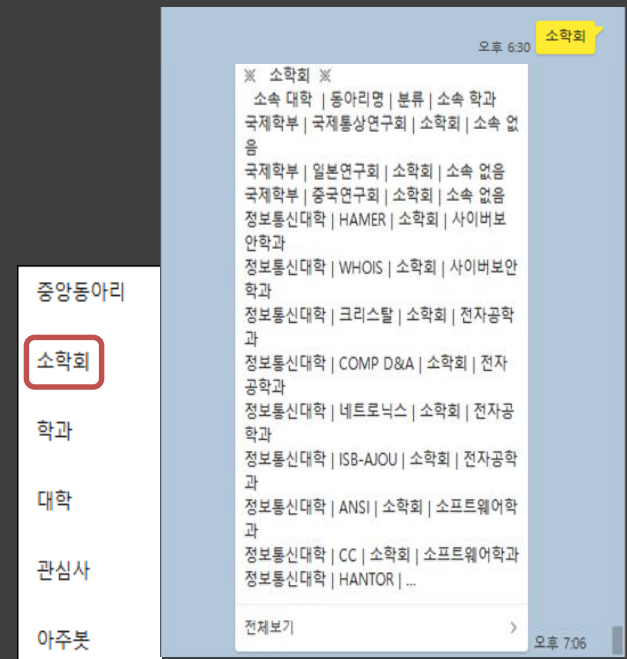 중앙동아리
소학회
학과
대학
관심사
아주봇
오후 6:30
소학회
※ 소학회 ※
소속 대학 | 동아리명 | 분류 | 소속 학과
국제학부 | 국제통상연구회 | 소학회 | 소속 없
음
국제학부 | 일본연구회 | 소학회 | 소속 없음
국제학부 | 중국연구회 | 소학회 | 소속 없음
정보통신대학 | HAMER | 소학회 | 사이버보
안학과
정보통신대학 | WHOIS | 소학회 | 사이버보안
학과
정보통신대학 | 크리스탈 | 소학회 | 전자공학
과
정보통신대학 | COMP D&A | 소학회 | 전자
공학과
정보통신대학 | 네트로닉스 | 소학회 | 전자공
학과
정보통신대학 | ISB-AJOU | 소학회 | 전자공학
과
정보통신대학 | ANSI | 소학회 | 소프트웨어학
과
정보통신대학 | CC | 소학회 | 소프트웨어학과
정보통신대학 | HANTOR | ...
전체보기
오후 7:06